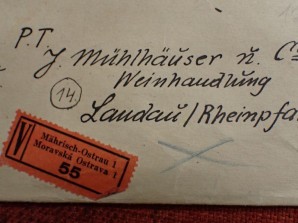 P.T.
J. Mühlhäuser u. Co
Weinhandlung
14.
Landau/Rheinpfa
V
Mährisch-Ostrau 1
Moravská Ostrava 1
55